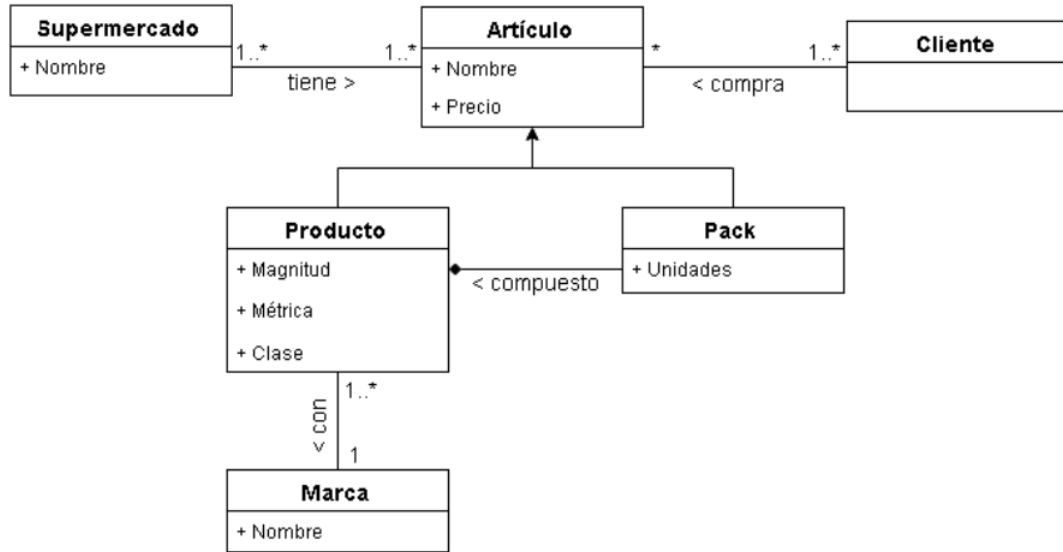 Supermercado
+ Nombre
1..*
tiene >
1..*
Artículo
+ Nombre
+ Precio
*
< compra
1..*
Cliente
Producto
+ Magnitud
+ Métrica
+ Clase
< compuesto
Pack
+ Unidades
1..*
< con
1
Marca
+ Nombre